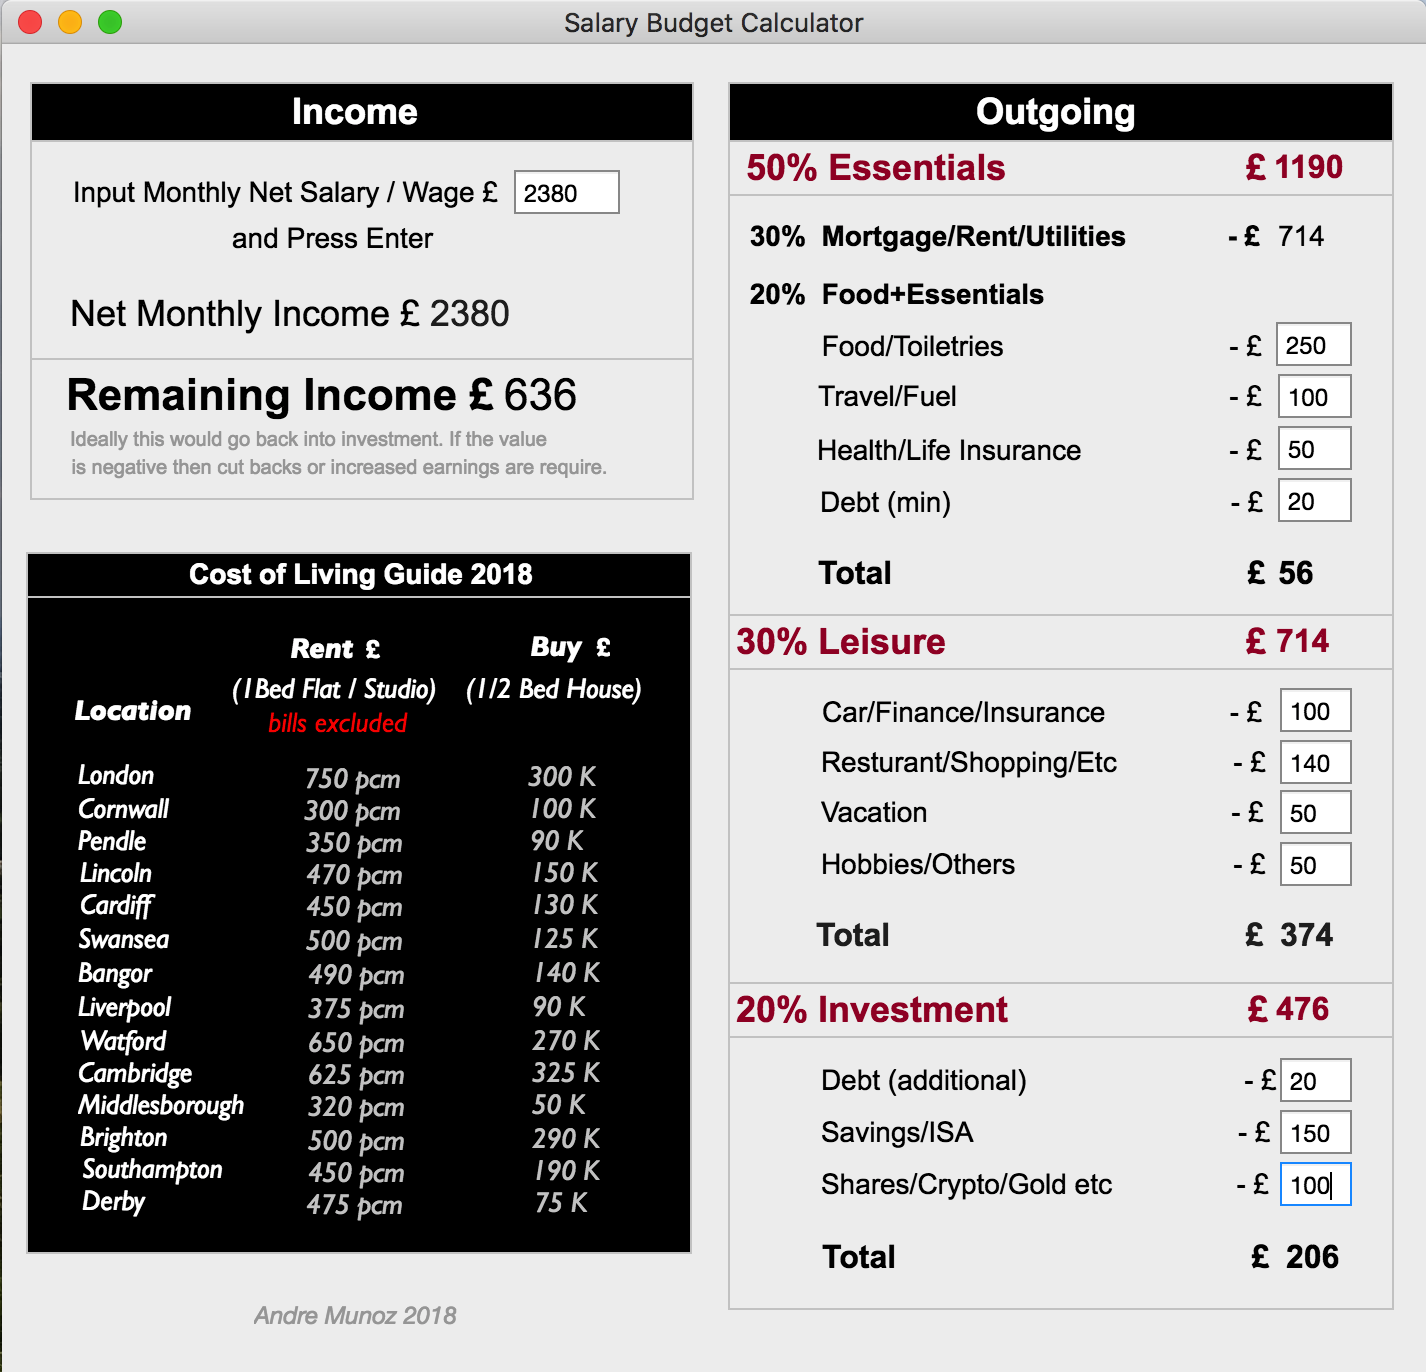 Salary Budget Calculator
Income
Input Monthly Net Salary / Wage £ 2380
and Press Enter
Net Monthly Income £ 2380
Remaining Income £ 636
Ideally this would go back into investment. If the value
is negative then cut backs or increased earnings are require.
Cost of Living Guide 2018
Rent £ Buy £
(1Bed Flat / Studio) (1/2 Bed House)
Location
bills excluded
London 750 pcm 300 K
Cornwall 300 pcm 100 K
Pendle 350 pcm 90 K
Lincoln 470 pcm 150 K
Cardiff 450 pcm 130 K
Swansea 500 pcm 125 K
Bangor 490 pcm 140 K
Liverpool 375 pcm 90 K
Watford 650 pcm 270 K
Cambridge 625 pcm 325 K
Middlesborough 320 pcm 50 K
Brighton 500 pcm 290 K
Southampton 450 pcm 190 K
Derby 475 pcm 75 K
Andre Munoz 2018
Outgoing
50% Essentials £ 1190
30% Mortgage/Rent/Utilities - £ 714
20% Food+Essentials
Food/Toiletries - £ 250
Travel/Fuel - £ 100
Health/Life Insurance - £ 50
Debt (min) - £ 20
Total £ 56
30% Leisure £ 714
Car/Finance/Insurance - £ 100
Resturant/Shopping/Etc - £ 140
Vacation - £ 50
Hobbies/Others - £ 50
Total £ 374
20% Investment £ 476
Debt (additional) - £ 20
Savings/ISA - £ 150
Shares/Crypto/Gold etc - £ 100
Total £ 206